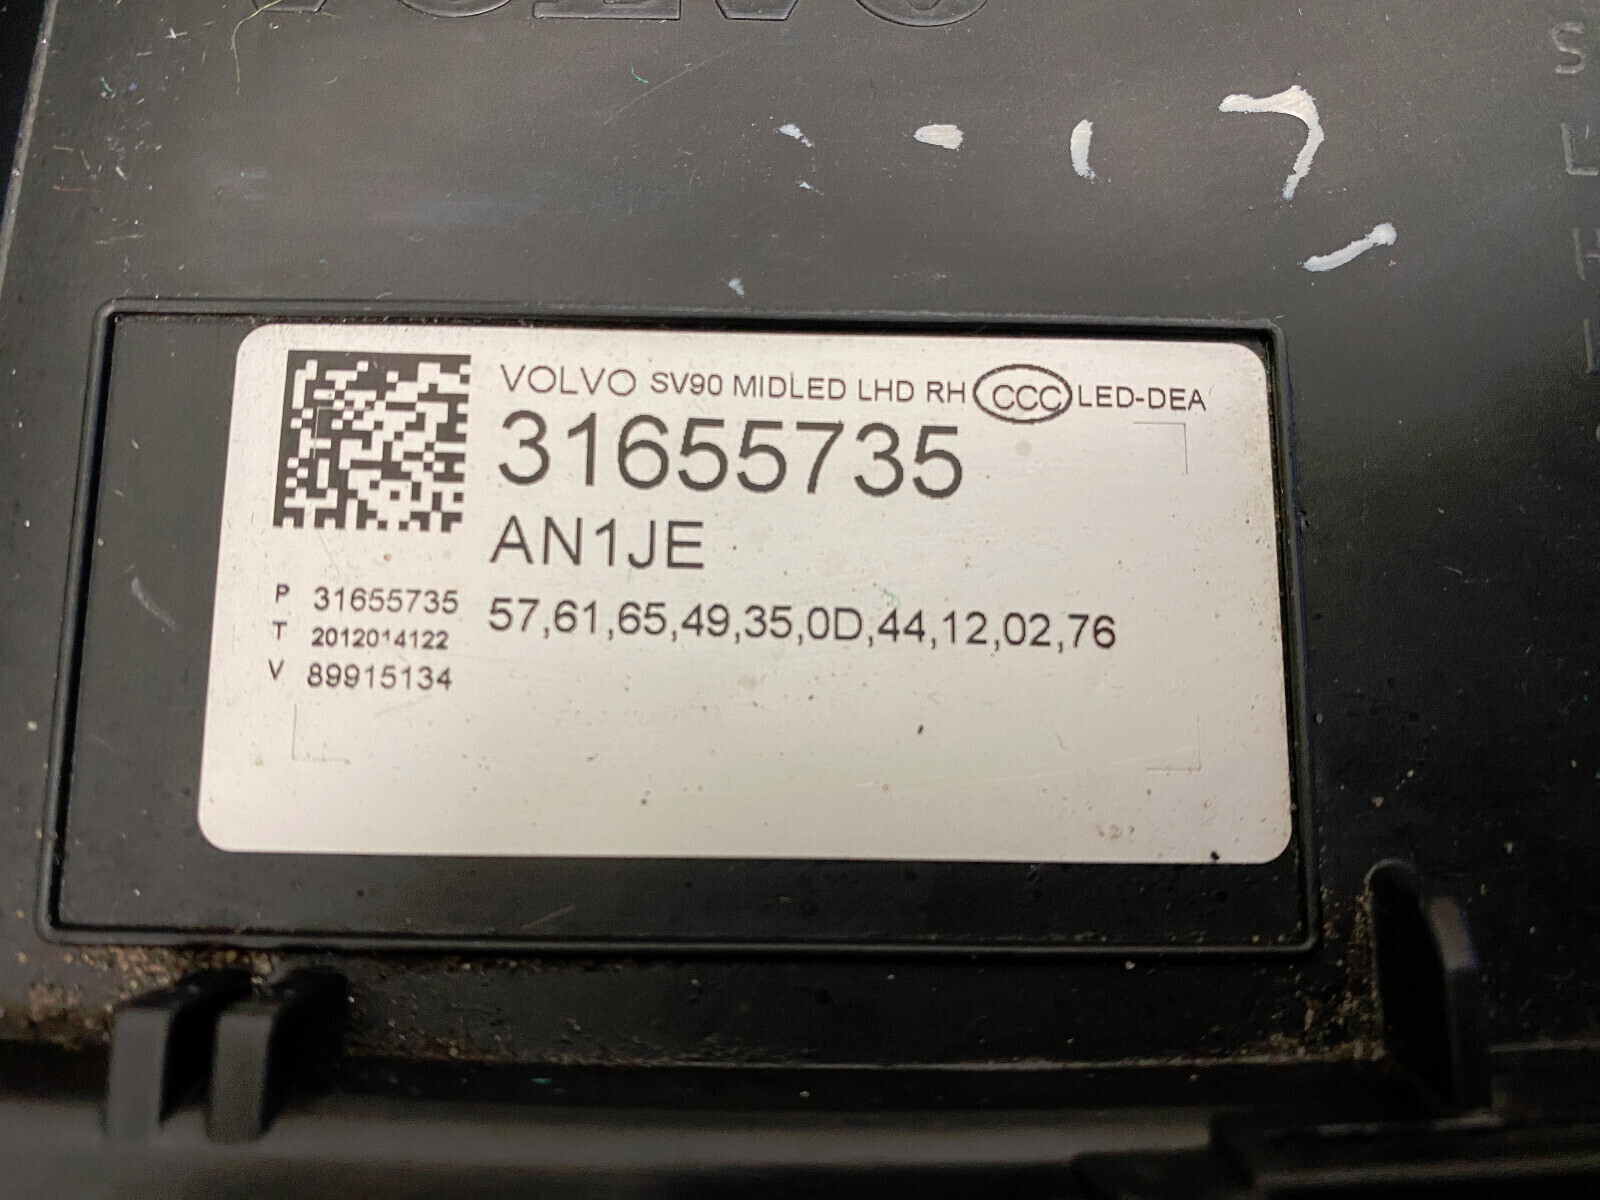 VOLVO
VOLVO SV90 MIDLED LHD RH CCC LED-DEA
31655735
AN1JE
P 31655735
T 2012014122
V 89915134
57,61,65,49,35,0D,44,12,02,76